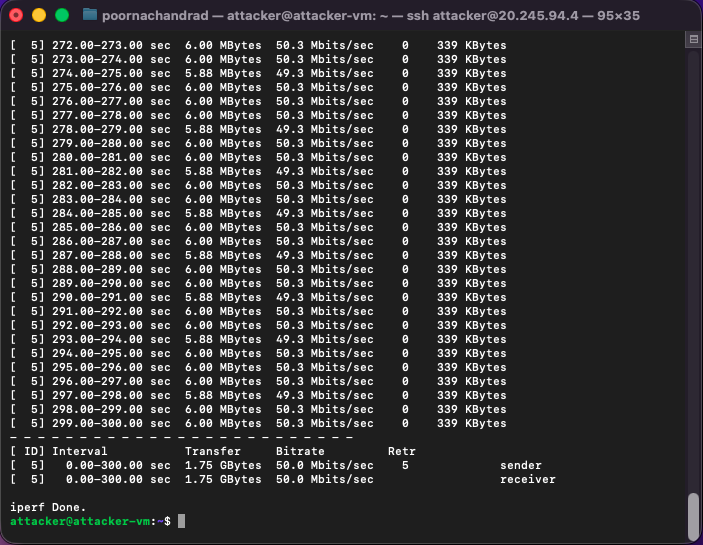 poornachandrad — attacker@attacker-vm: ~ — ssh attacker@20.245.94.4 — 95×35
[  5] 272.00-273.00 sec  6.00 MBytes  50.3 Mbits/sec    0    339 KBytes
[  5] 273.00-274.00 sec  6.00 MBytes  50.3 Mbits/sec    0    339 KBytes
[  5] 274.00-275.00 sec  5.88 MBytes  49.3 Mbits/sec    0    339 KBytes
[  5] 275.00-276.00 sec  6.00 MBytes  50.3 Mbits/sec    0    339 KBytes
[  5] 276.00-277.00 sec  6.00 MBytes  50.3 Mbits/sec    0    339 KBytes
[  5] 277.00-278.00 sec  6.00 MBytes  50.3 Mbits/sec    0    339 KBytes
[  5] 278.00-279.00 sec  5.88 MBytes  49.3 Mbits/sec    0    339 KBytes
[  5] 279.00-280.00 sec  6.00 MBytes  50.3 Mbits/sec    0    339 KBytes
[  5] 280.00-281.00 sec  6.00 MBytes  50.3 Mbits/sec    0    339 KBytes
[  5] 281.00-282.00 sec  5.88 MBytes  49.3 Mbits/sec    0    339 KBytes
[  5] 282.00-283.00 sec  6.00 MBytes  50.3 Mbits/sec    0    339 KBytes
[  5] 283.00-284.00 sec  6.00 MBytes  50.3 Mbits/sec    0    339 KBytes
[  5] 284.00-285.00 sec  5.88 MBytes  49.3 Mbits/sec    0    339 KBytes
[  5] 285.00-286.00 sec  6.00 MBytes  50.3 Mbits/sec    0    339 KBytes
[  5] 286.00-287.00 sec  6.00 MBytes  50.3 Mbits/sec    0    339 KBytes
[  5] 287.00-288.00 sec  5.88 MBytes  49.3 Mbits/sec    0    339 KBytes
[  5] 288.00-289.00 sec  6.00 MBytes  50.3 Mbits/sec    0    339 KBytes
[  5] 289.00-290.00 sec  6.00 MBytes  50.3 Mbits/sec    0    339 KBytes
[  5] 290.00-291.00 sec  5.88 MBytes  49.3 Mbits/sec    0    339 KBytes
[  5] 291.00-292.00 sec  6.00 MBytes  50.3 Mbits/sec    0    339 KBytes
[  5] 292.00-293.00 sec  6.00 MBytes  50.3 Mbits/sec    0    339 KBytes
[  5] 293.00-294.00 sec  5.88 MBytes  49.3 Mbits/sec    0    339 KBytes
[  5] 294.00-295.00 sec  6.00 MBytes  50.3 Mbits/sec    0    339 KBytes
[  5] 295.00-296.00 sec  6.00 MBytes  50.3 Mbits/sec    0    339 KBytes
[  5] 296.00-297.00 sec  6.00 MBytes  50.3 Mbits/sec    0    339 KBytes
[  5] 297.00-298.00 sec  5.88 MBytes  49.3 Mbits/sec    0    339 KBytes
[  5] 298.00-299.00 sec  6.00 MBytes  50.3 Mbits/sec    0    339 KBytes
[  5] 299.00-300.00 sec  6.00 MBytes  50.3 Mbits/sec    0    339 KBytes
- - - - - - - - - - - - - - - - - - - - - - - - -
[ ID] Interval           Transfer     Bitrate         Retr
[  5]   0.00-300.00 sec  1.75 GBytes  50.0 Mbits/sec    5             sender
[  5]   0.00-300.00 sec  1.75 GBytes  50.0 Mbits/sec                  receiver
iperf Done.
attacker@attacker-vm:~$